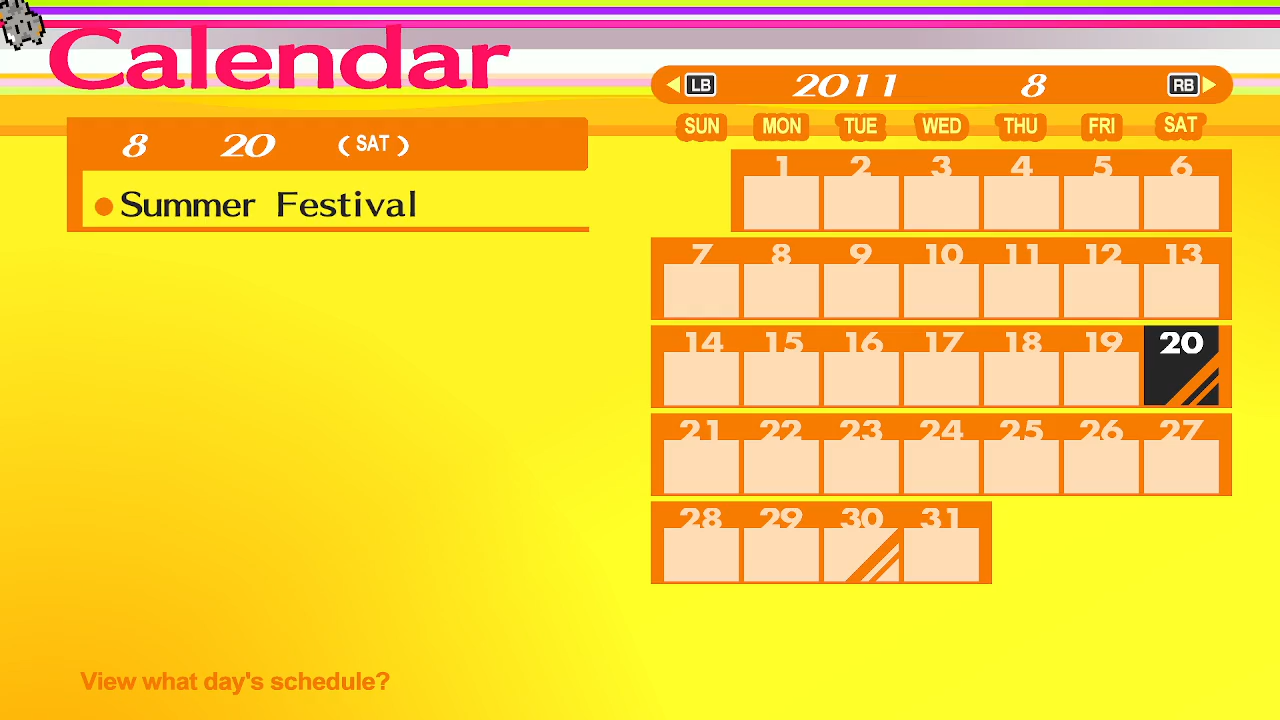 Calendar
8 20 (SAT)
Summer Festival
LB 2011 8 RB
SUN MON TUE WED THU FRI SAT
1 2 3 4 5 6
7 8 9 10 11 12 13
14 15 16 17 18 19 20
21 22 23 24 25 26 27
28 29 30 31
View what day's schedule?